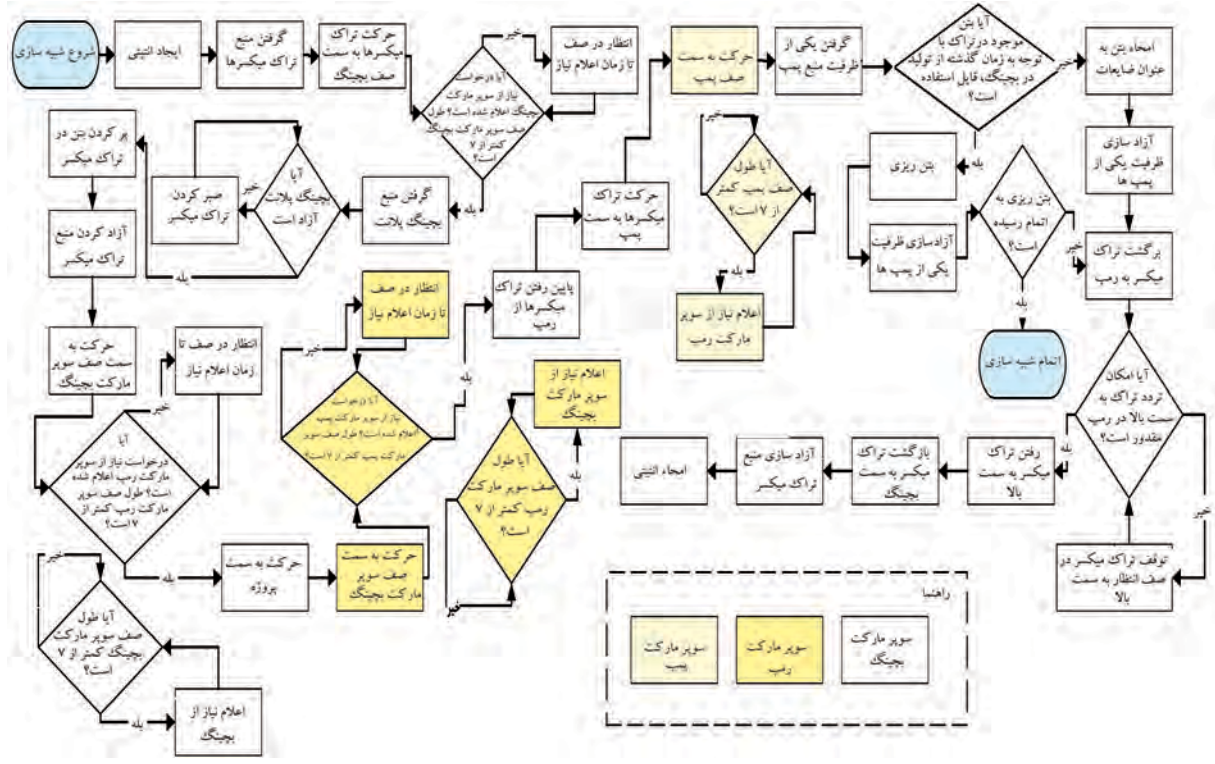 شروع شبیه سازی
ایجاد انتیتی
گرفتن منبع
تراک میکسرها
حرکت تراک
میکسرها به سمت
صف بچینگ
آیا درخواست
نیاز از سوپر مارکت
بچینگ اعلام شده است؟ طول
صف سوپر مارکت بچینگ
کمتر از ۷
است؟
خیر
بله
انتظار در صف
تا زمان اعلام نیاز
گرفتن منبع
بچینگ پلانت
آیا
بچینگ پلانت
آزاد است
خیر
بله
صبر کردن
تراک میکسر
پر کردن بتن در
تراک میکسر
آزاد کردن منبع
تراک میکسر
حرکت به
سمت صف سوپر
مارکت بچینگ
آیا
درخواست نیاز از سوپر
مارکت رمپ اعلام شده
است؟ طول صف سوپر
مارکت رمپ کمتر از
۷ است؟
خیر
بله
انتظار در صف تا
زمان اعلام نیاز
حرکت به سمت
پروژه
حرکت به سمت
صف سوپر
مارکت بچینگ
آیا درخواست
نیاز از سوپر مارکت پمپ
اعلام شده است؟ طول صف سوپر
مارکت پمپ کمتر از ۷ است؟
خیر
بله
انتظار در صف
تا زمان اعلام نیاز
پایین رفتن تراک
میکسرها از
رمپ
حرکت تراک
میکسرها به سمت
پمپ
حرکت به سمت
صف پمپ
گرفتن یکی از
ظرفیت منبع پمپ
آیا بتن
موجود در تراک با
توجه به زمان گذشته از تولید
در بچینگ، قابل استفاده
است؟
خیر
بله
امحاء بتن به
عنوان ضایعات
آزاد سازی
ظرفیت یکی از
پمپ ها
بتن ریزی
آزاد سازی ظرفیت
یکی از پمپ ها
بتن ریزی به
اتمام رسیده
است؟
خیر
بله
اتمام شبیه سازی
برگشت تراک
میکسر به رمپ
آیا امکان
تردد تراک به
سمت بالا در رمپ
مقدور است؟
خیر
بله
توقف تراک میکسر در
صف انتظار به سمت
بالا
رفتن تراک
میکسر به سمت
بالا
بازگشت تراک
میکسر به سمت
بچینگ
آزاد سازی منبع
تراک میکسر
امحاء انتیتی
آیا طول
صف پمپ کمتر
از ۷ است؟
خیر
بله
اعلام نیاز از سوپر
مارکت رمپ
آیا طول
صف سوپر مارکت
رمپ کمتر از ۷
است؟
خیر
بله
اعلام نیاز از
سوپر مارکت
بچینگ
آیا طول
صف سوپر مارکت
بچینگ کمتر از ۷
است؟
خیر
بله
اعلام نیاز از
بچینگ
راهنما
سوپر مارکت
بچینگ
سوپر مارکت
رمپ
سوپر مارکت
پمپ